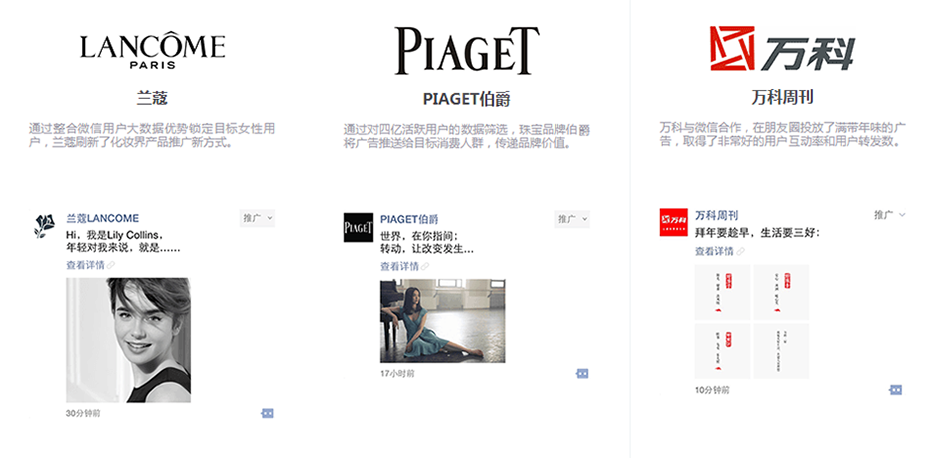 LANCÔME
PARIS
兰蔻
通过整合微信用户大数据优势锁定目标女性用
户，兰蔻刷新了化妆界产品推广新方式。
兰蔻LANCOME
推广
Hi，我是Lily Collins，
年轻对我来说，就是……
查看详情
30分钟前
PIAGET
PIAGET伯爵
通过对四亿活跃用户的数据筛选，珠宝品牌伯爵
将广告推送给目标消费人群，传递品牌价值。
PIAGET
PIAGET伯爵
推广
世界，在你指间；
转动，让改变发生...
查看详情
17小时前
万科
万科周刊
万科与微信合作，在朋友圈投放了满带年味的广
告，取得了非常好的用户互动率和用户转发数。
万科
万科周刊
推广
拜年要趁早，生活要三好：
查看详情
10分钟前